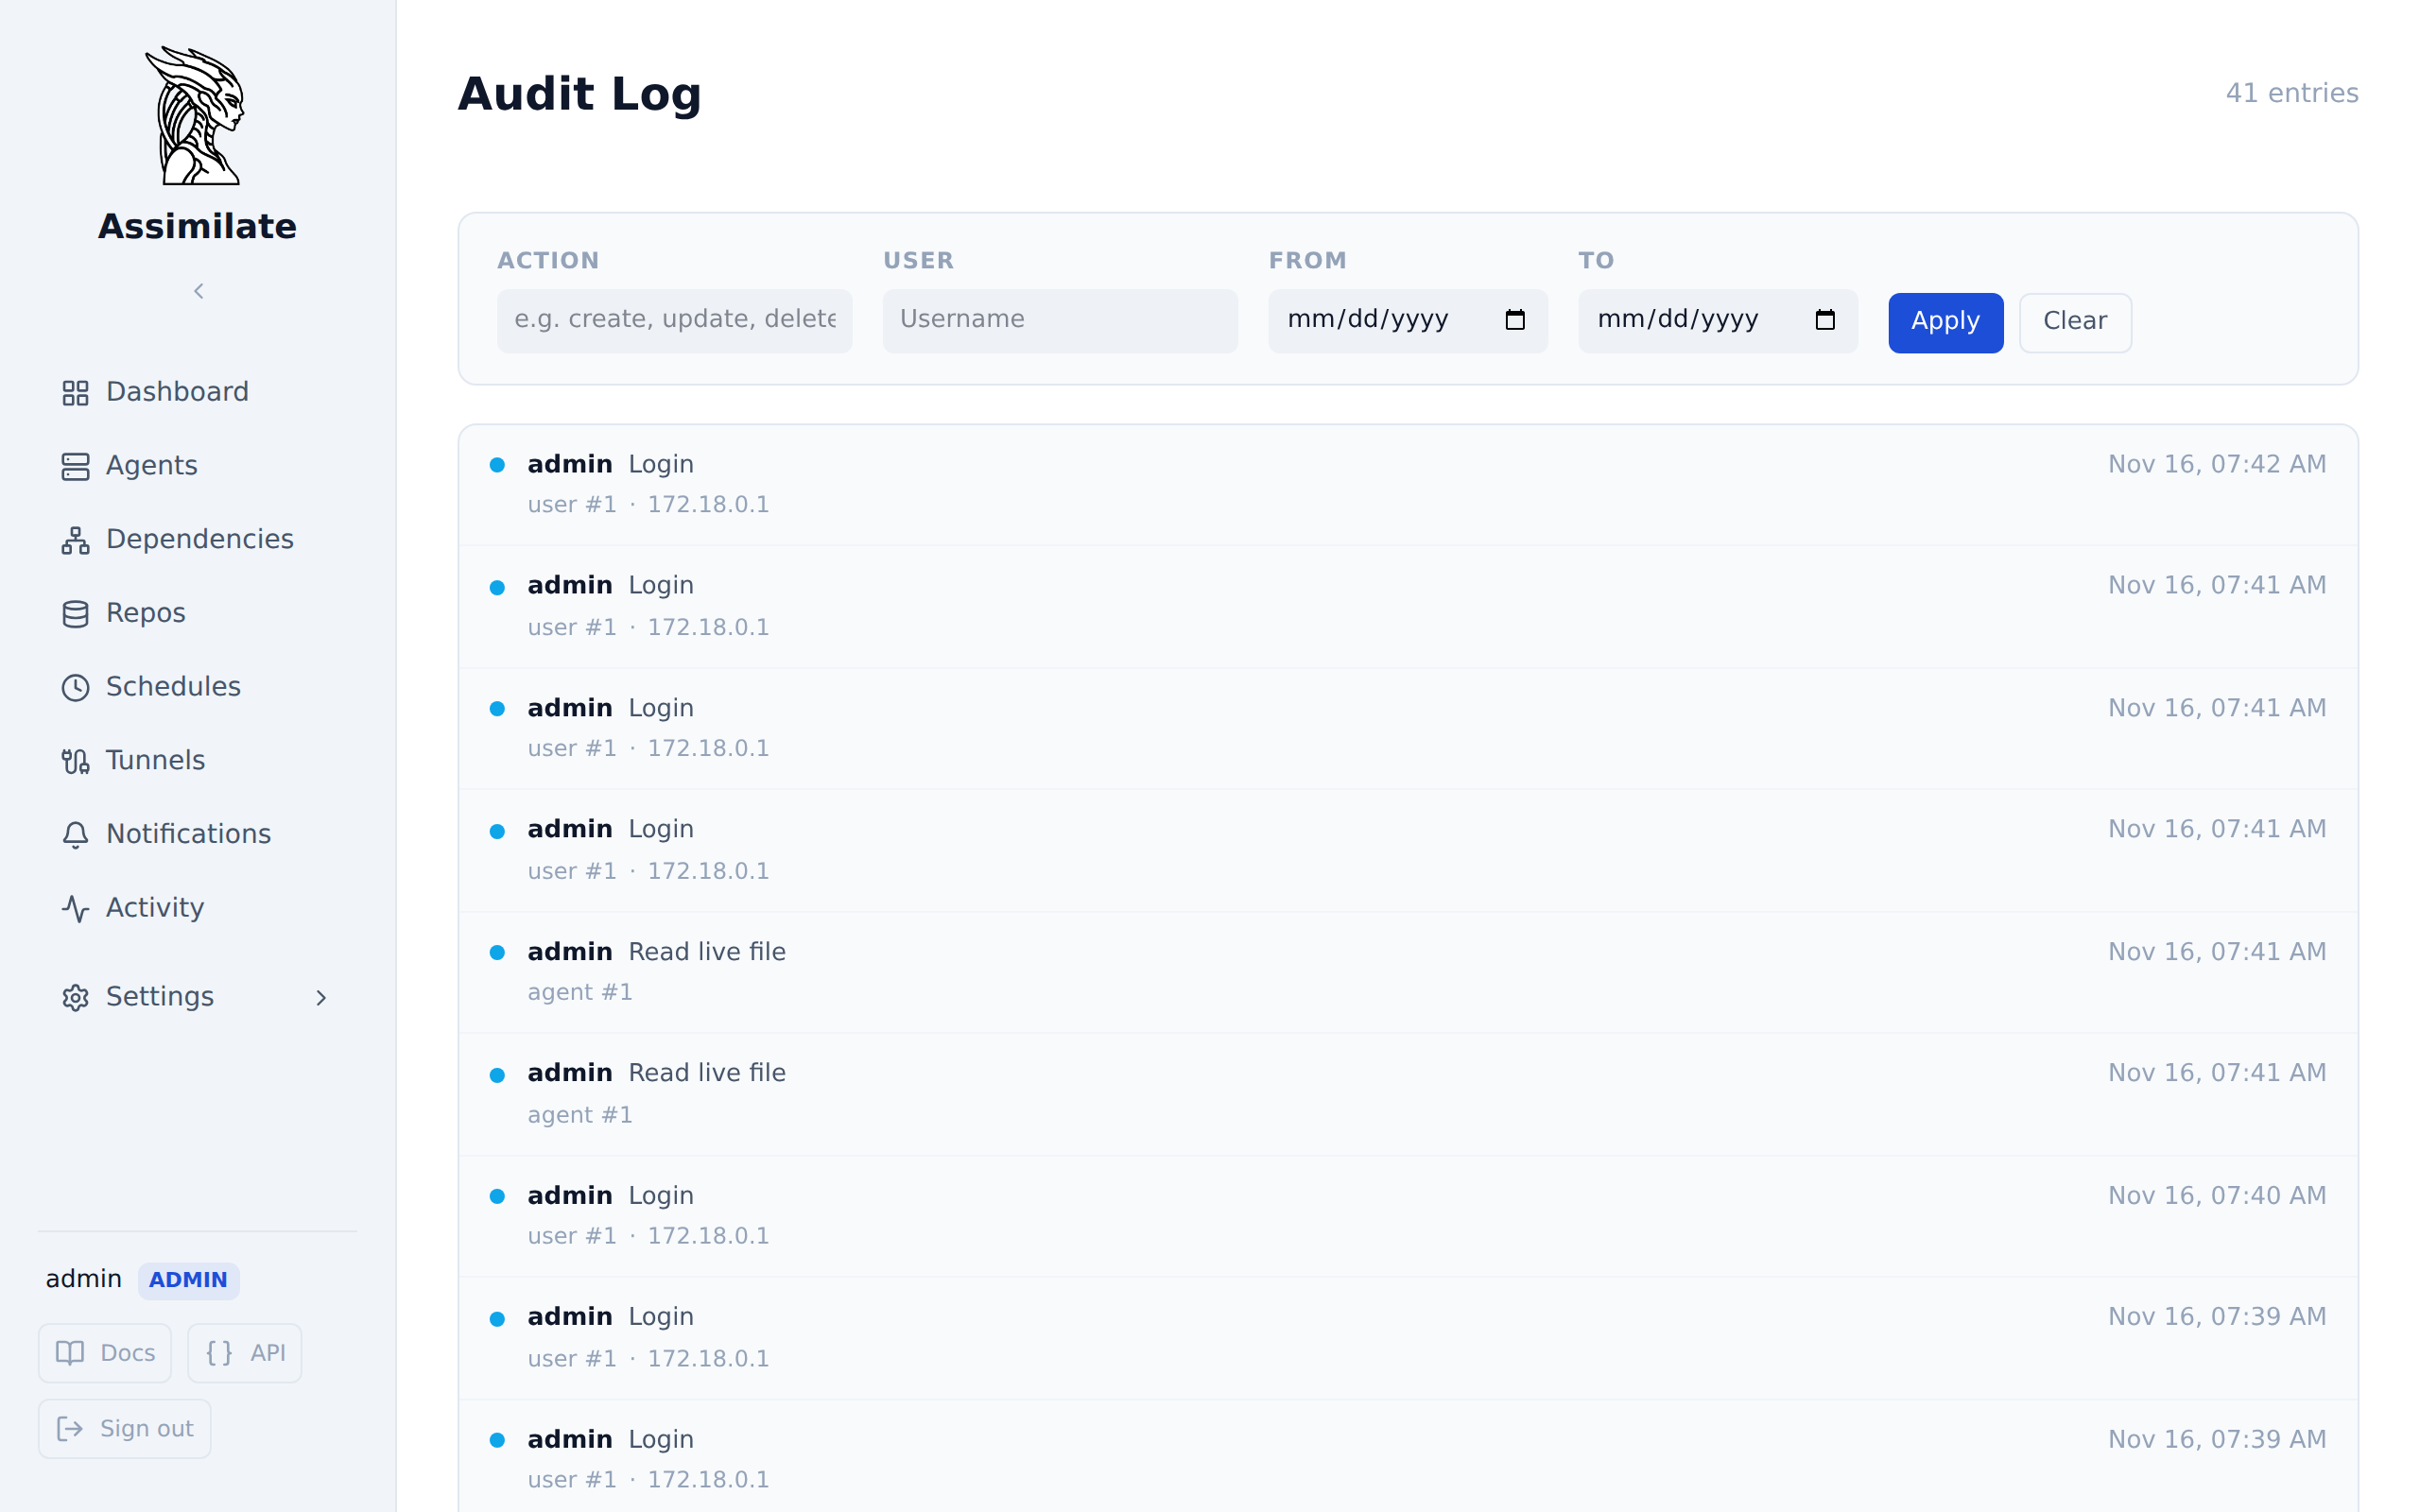 Assimilate
Dashboard
Agents
Dependencies
Repos
Schedules
Tunnels
Notifications
Activity
Settings
admin ADMIN
Docs
API
Sign out
Audit Log
41 entries
ACTION USER FROM TO
e.g. create, update, delete Username mm/dd/yyyy mm/dd/yyyy Apply Clear
admin Login Nov 16, 07:42 AM
user #1 · 172.18.0.1
admin Login Nov 16, 07:41 AM
user #1 · 172.18.0.1
admin Login Nov 16, 07:41 AM
user #1 · 172.18.0.1
admin Login Nov 16, 07:41 AM
user #1 · 172.18.0.1
admin Read live file Nov 16, 07:41 AM
agent #1
admin Read live file Nov 16, 07:41 AM
agent #1
admin Login Nov 16, 07:40 AM
user #1 · 172.18.0.1
admin Login Nov 16, 07:39 AM
user #1 · 172.18.0.1
admin Login Nov 16, 07:39 AM
user #1 · 172.18.0.1